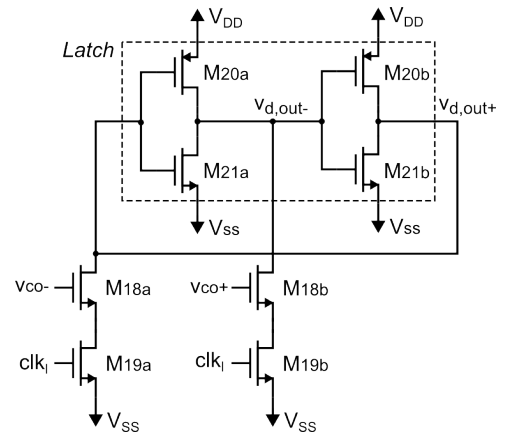 VDD VDD
Latch
M20a M20b
vd,out- vd,out+
M21a M21b
VSS VSS
vco- M18a vco+ M18b
clkl M19a clkl M19b
VSS VSS